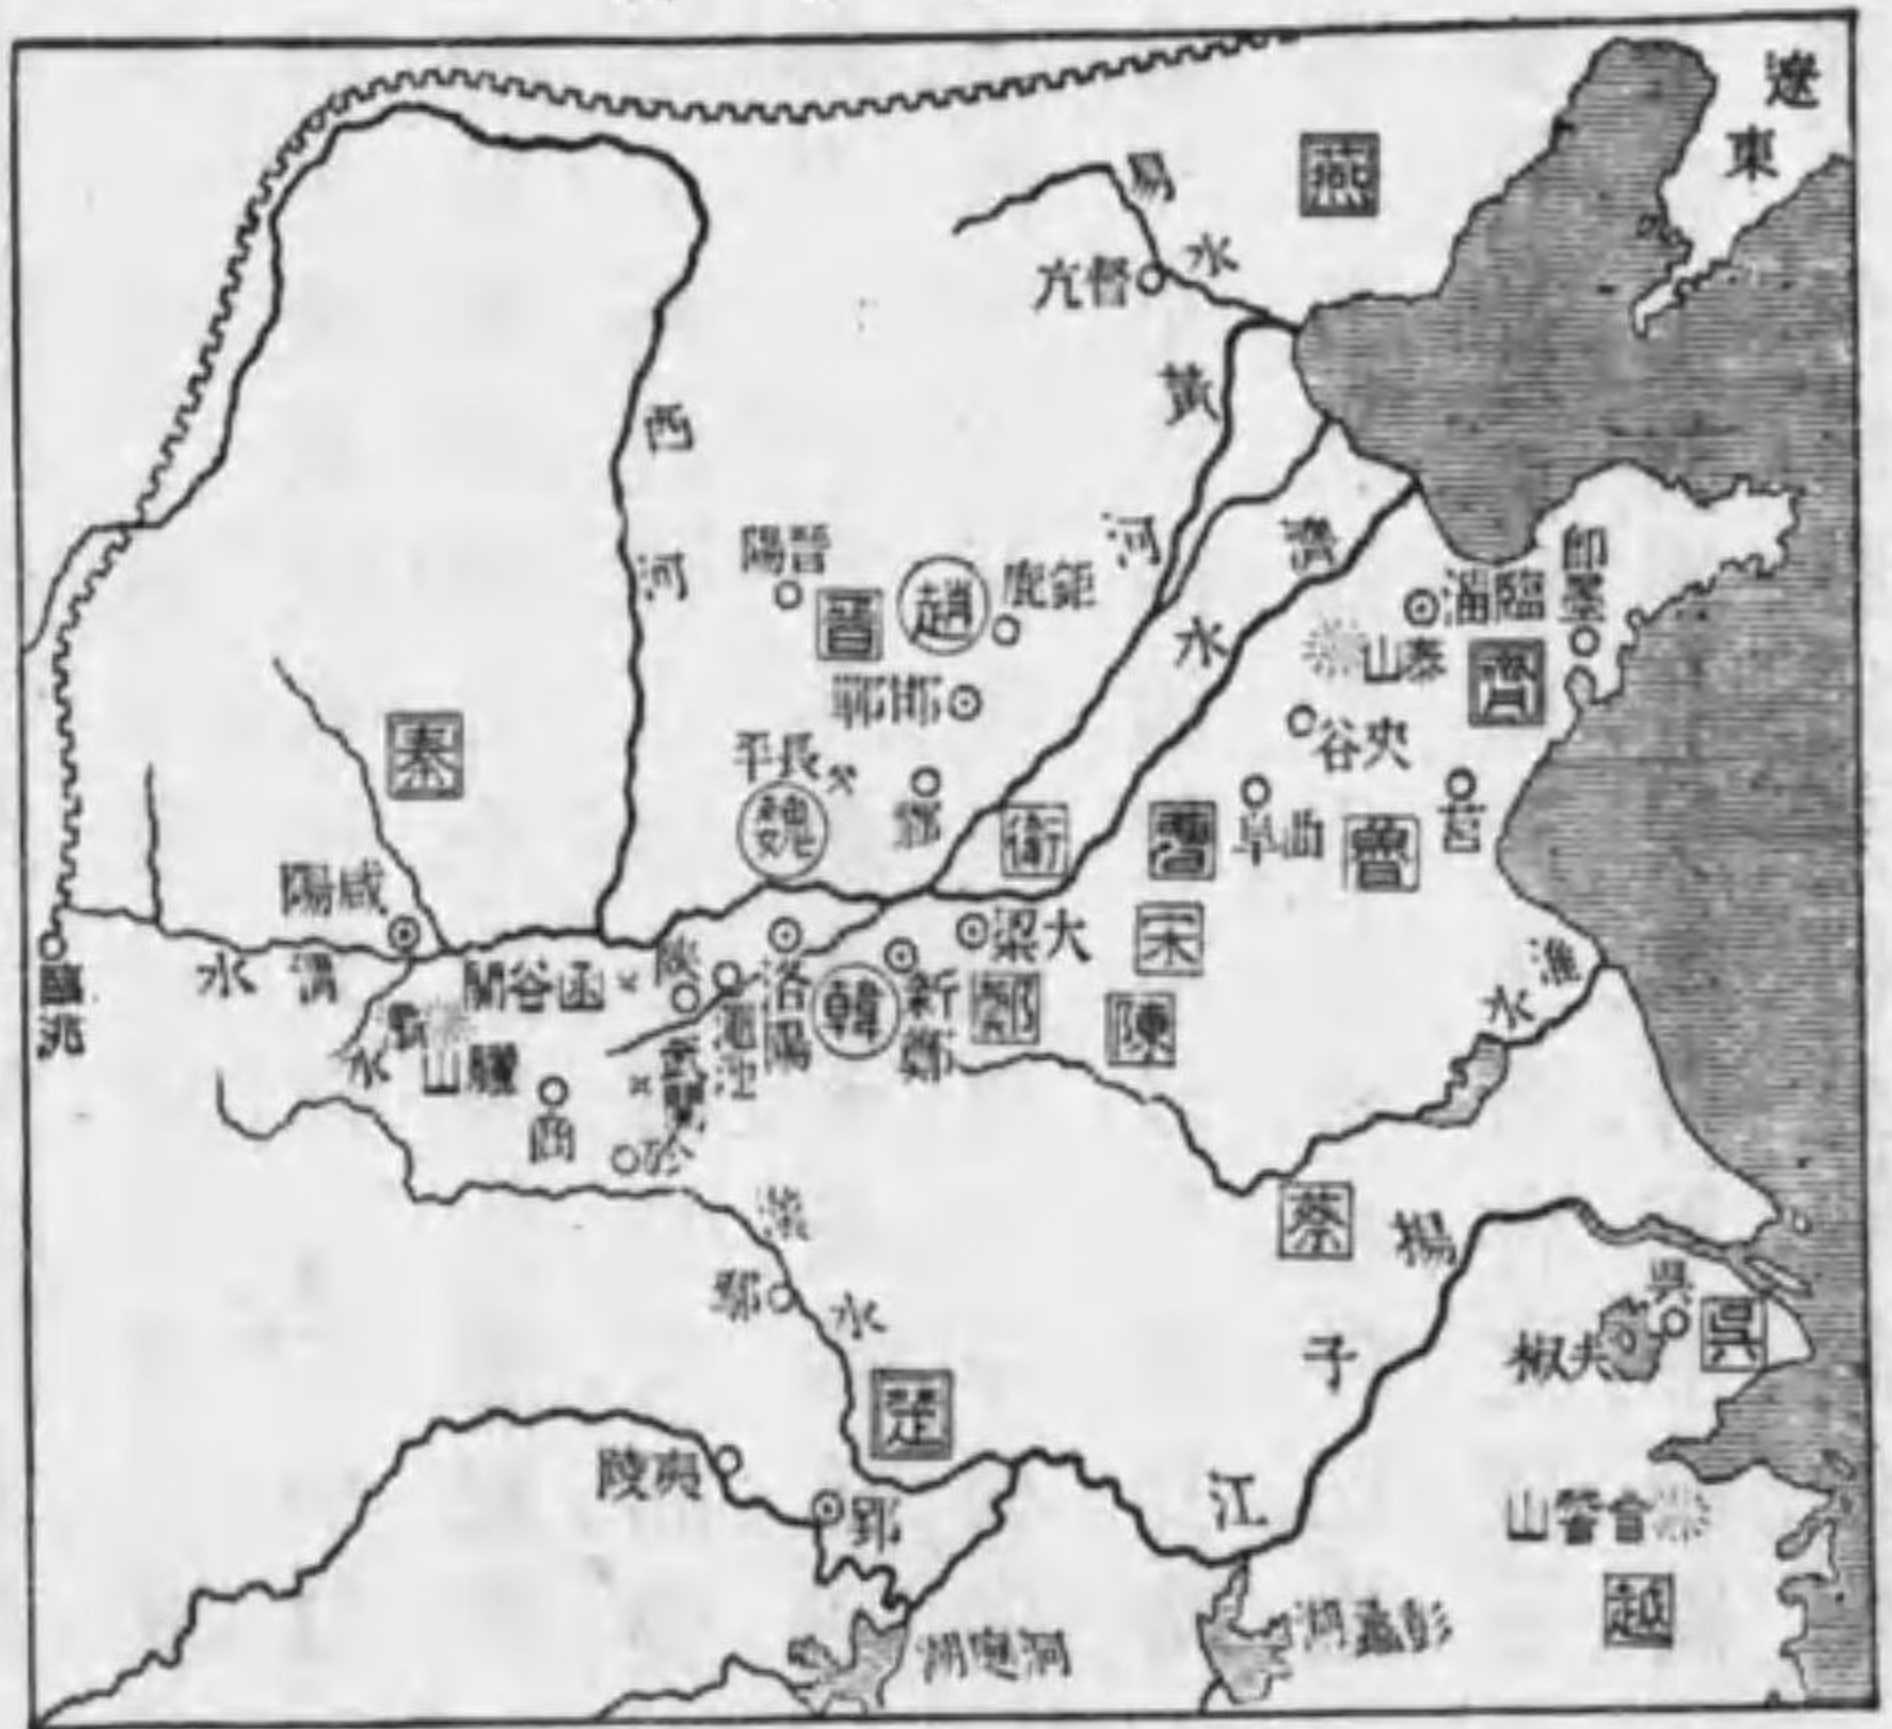 遼東
燕
易水
督亢
黃河
西河
濟水
晉陽
晉
趙
鉅鹿
邯鄲
長平
魏
鄴
衛
曹
曲阜
魯
莒
臨淄
即墨
泰山
齊
夾谷
秦
咸陽
渭水
臨洮
函谷關
驪山
陝
澠池
洛陽
韓
新鄭
鄭
大梁
宋
陳
武關
商
漢水
鄢
楚
夷陵
郢
洞庭湖
彭蠡湖
揚子江
蔡
淮水
吳
吳
夫椒
會稽山
越